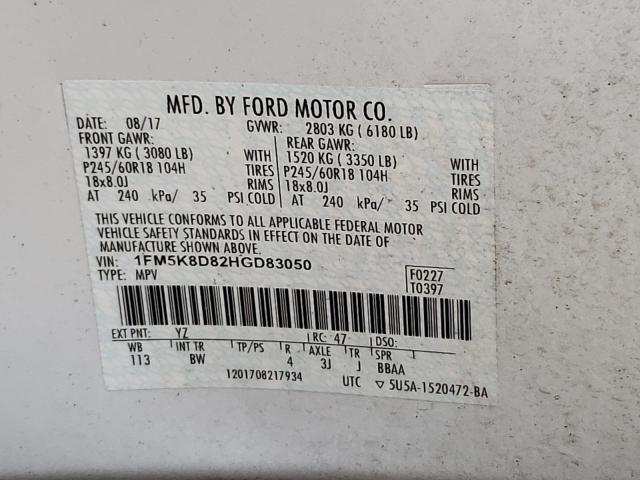 MFD. BY FORD MOTOR CO.
DATE: 08/17 GVWR: 2803 KG ( 6180 LB)
FRONT GAWR: REAR GAWR:
1397 KG ( 3080 LB) WITH 1520 KG ( 3350 LB) WITH
P245/60R18 104H TIRES P245/60R18 104H TIRES
18x8.0J RIMS 18x8.0J RIMS
AT 240 kPa/ 35 PSI COLD AT 240 kPa/ 35 PSI COLD
THIS VEHICLE CONFORMS TO ALL APPLICABLE FEDERAL MOTOR
VEHICLE SAFETY STANDARDS IN EFFECT ON THE DATE OF
MANUFACTURE SHOWN ABOVE.
VIN: 1FM5K8D82HGD83050 F0227
TYPE: MPV T0397
EXT PNT: YZ RC: 47 DSO:
WB INT TR TP/PS R AXLE TR SPR
113 BW 4 3J J BBAA
1201708217934 UTC ▽5U5A-1520472-BA